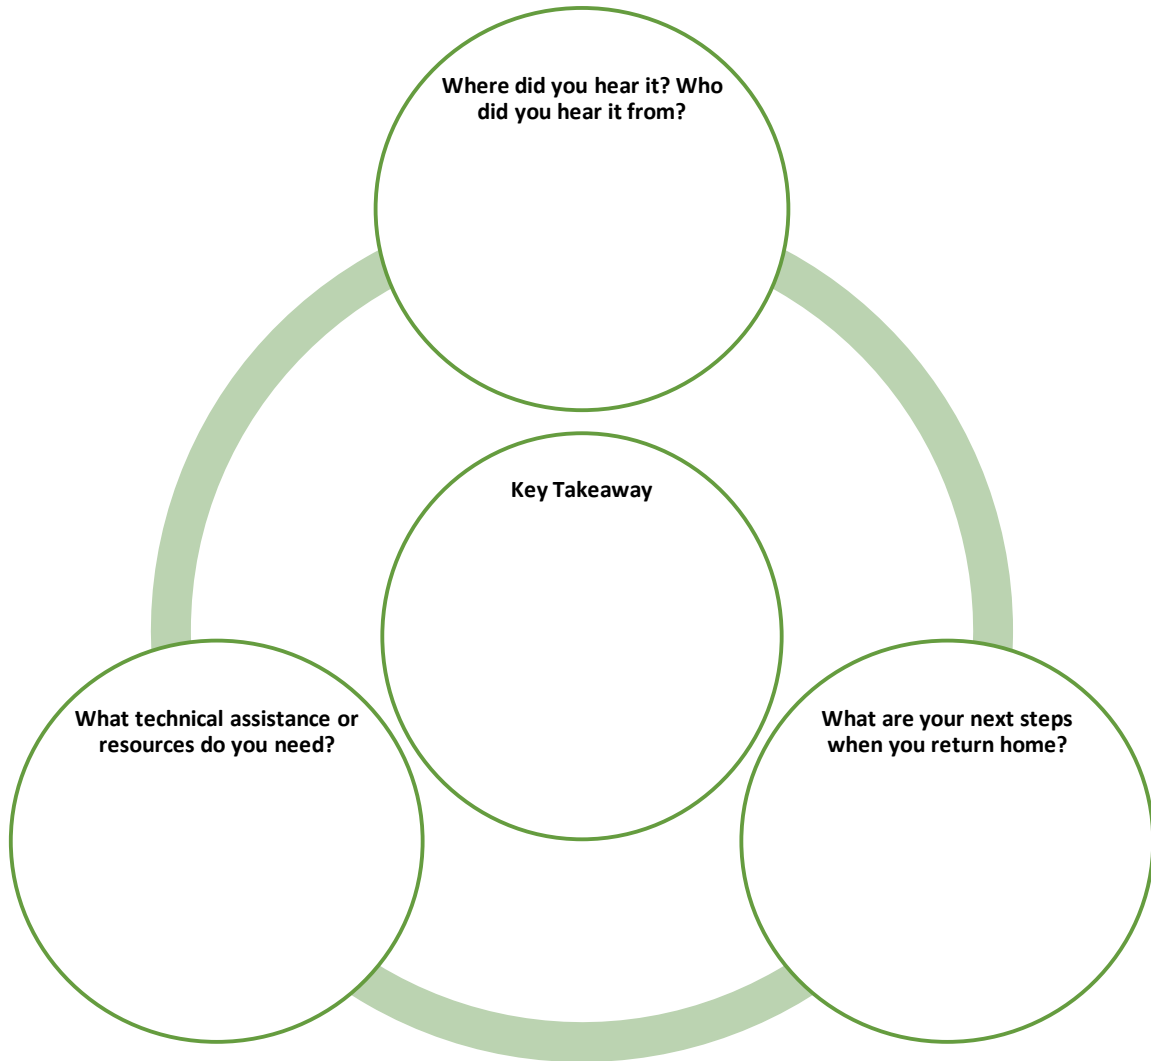 Where did you hear it? Who
did you hear it from?
Key Takeaway
What technical assistance or
resources do you need?
What are your next steps
when you return home?